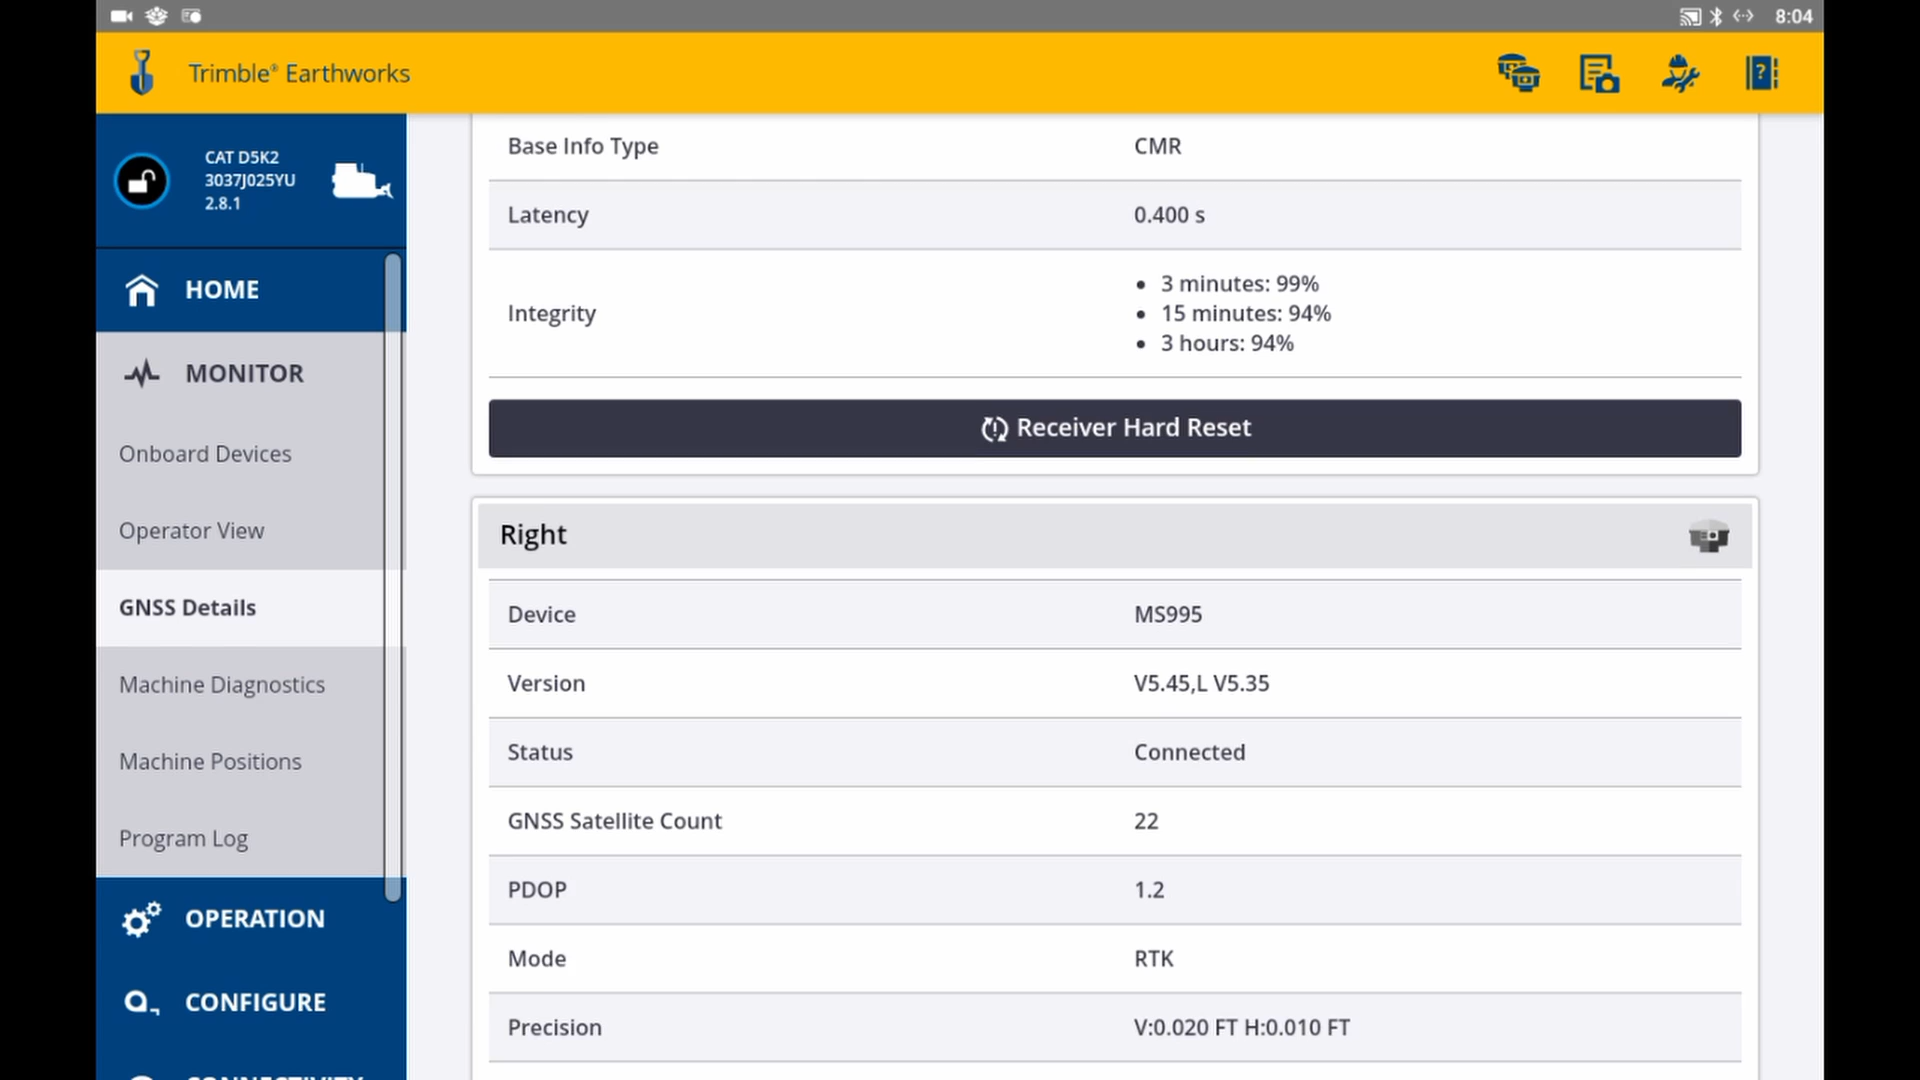 8:04
Trimble® Earthworks
CAT D5K2
3037J025YU
2.8.1
HOME
MONITOR
Onboard Devices
Operator View
GNSS Details
Machine Diagnostics
Machine Positions
Program Log
OPERATION
CONFIGURE
CONNECTIVITY
Base Info Type CMR
Latency 0.400 s
Integrity
• 3 minutes: 99%
• 15 minutes: 94%
• 3 hours: 94%
Receiver Hard Reset
Right
Device MS995
Version V5.45,L V5.35
Status Connected
GNSS Satellite Count 22
PDOP 1.2
Mode RTK
Precision V:0.020 FT H:0.010 FT